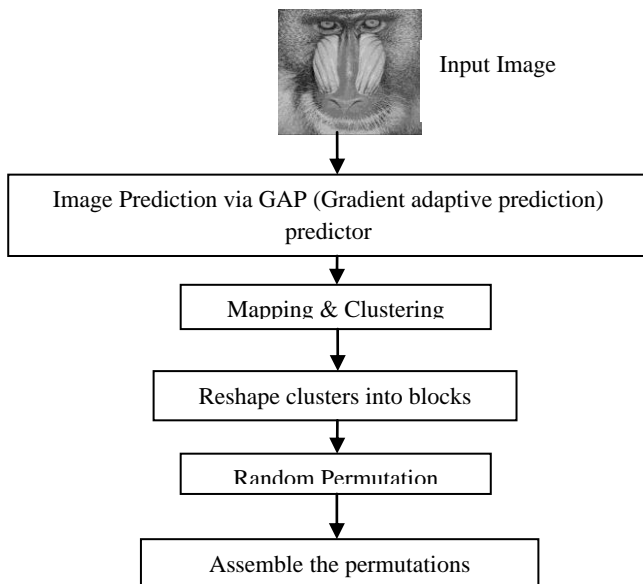 Input Image
Image Prediction via GAP (Gradient adaptive prediction)
predictor
Mapping & Clustering
Reshape clusters into blocks
Random Permutation
Assemble the permutations